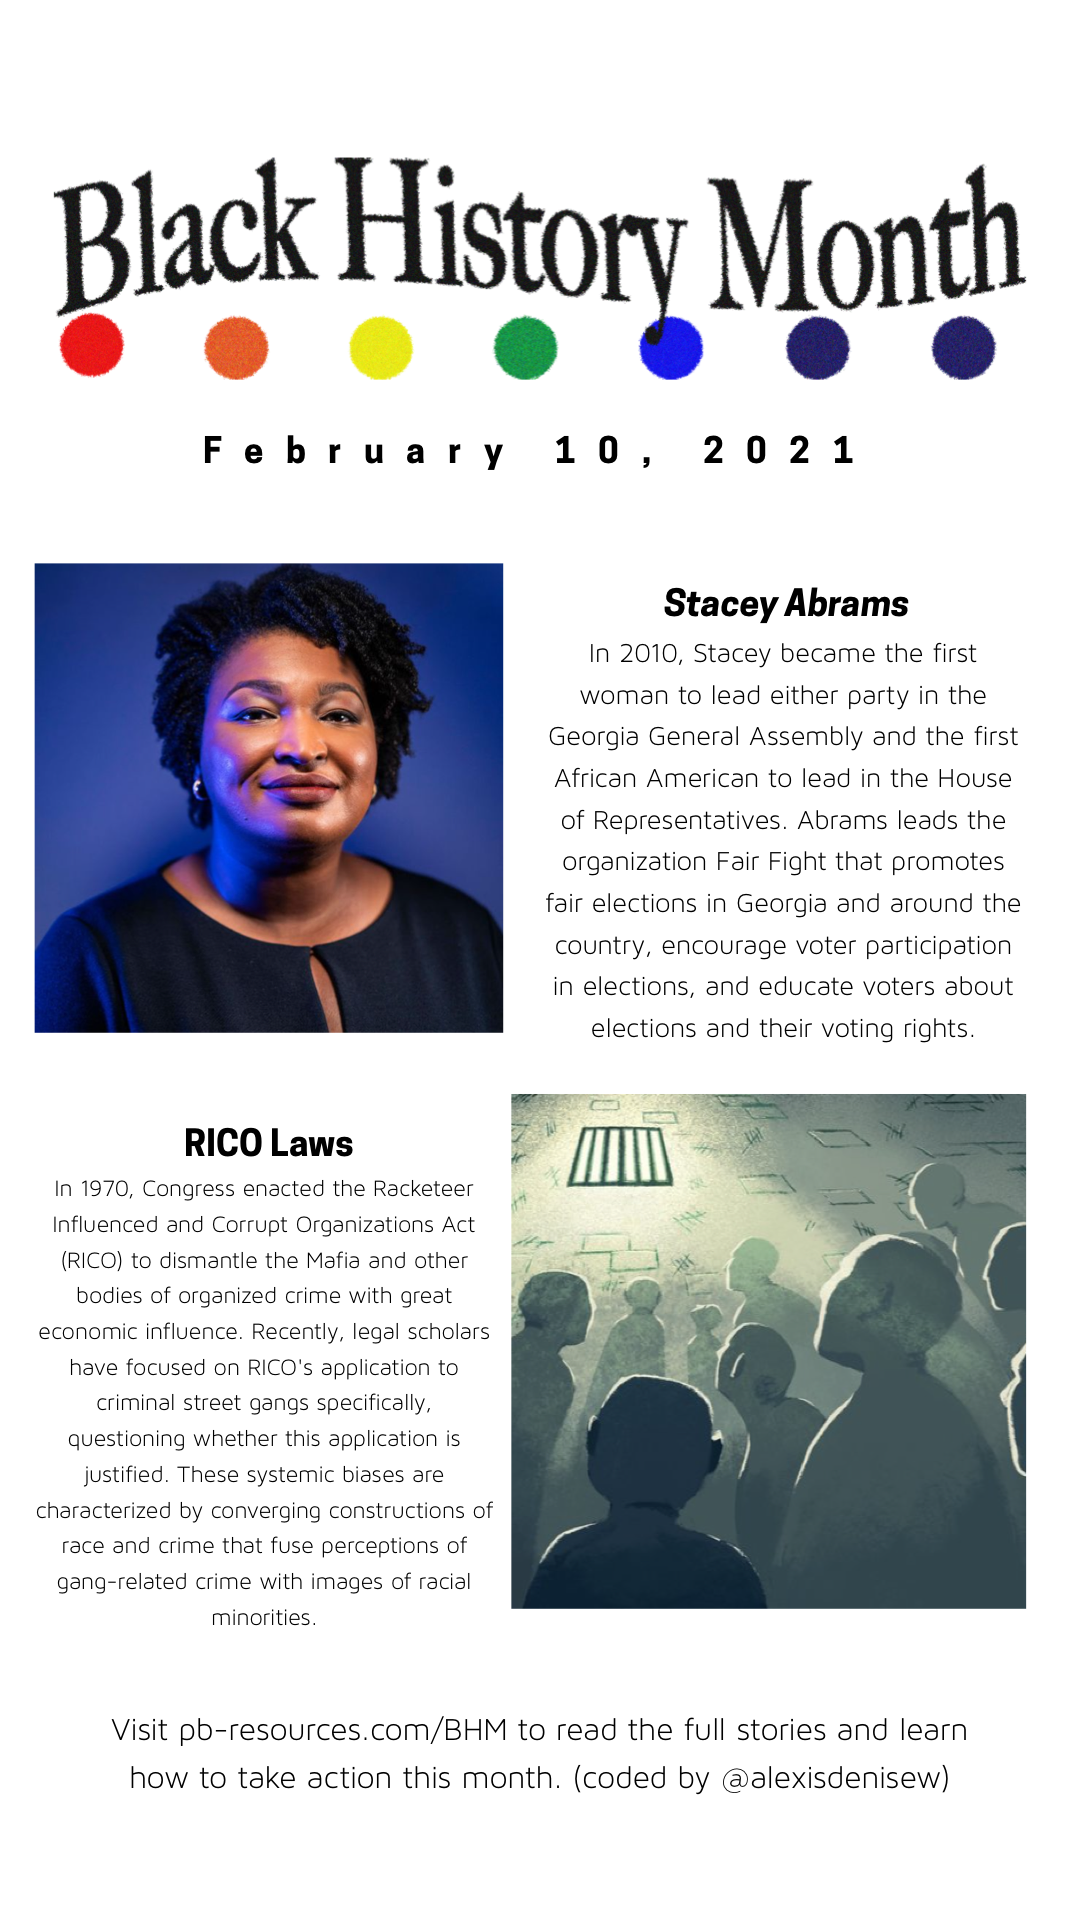 Black History Month
February 10, 2021
Stacey Abrams
In 2010, Stacey became the first
woman to lead either party in the
Georgia General Assembly and the first
African American to lead in the House
of Representatives. Abrams leads the
organization Fair Fight that promotes
fair elections in Georgia and around the
country, encourage voter participation
in elections, and educate voters about
elections and their voting rights.
RICO Laws
In 1970, Congress enacted the Racketeer
Influenced and Corrupt Organizations Act
(RICO) to dismantle the Mafia and other
bodies of organized crime with great
economic influence. Recently, legal scholars
have focused on RICO's application to
criminal street gangs specifically,
questioning whether this application is
justified. These systemic biases are
characterized by converging constructions of
race and crime that fuse perceptions of
gang-related crime with images of racial
minorities.
Visit pb-resources.com/BHM to read the full stories and learn
how to take action this month. (coded by @alexisdenisew)